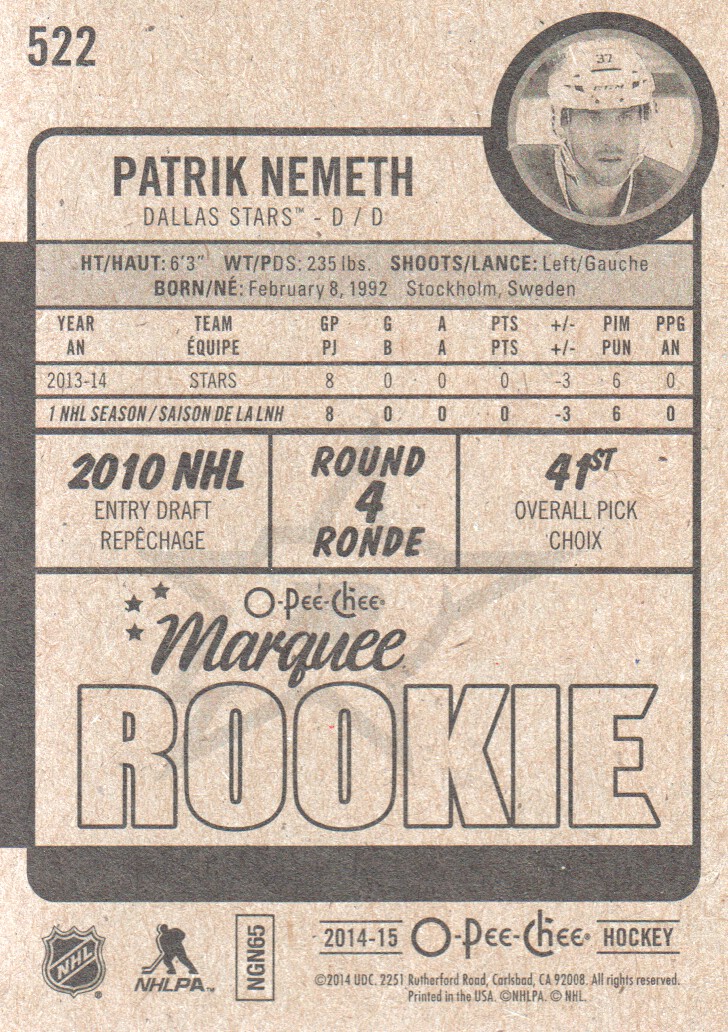 522
37
CCM
PATRIK NEMETH
DALLAS STARS™ - D / D
HT/HAUT: 6'3" WT/PDS: 235 lbs. SHOOTS/LANCE: Left/Gauche
BORN/NÉ: February 8, 1992 Stockholm, Sweden
YEAR TEAM GP G A PTS +/- PIM PPG
AN ÉQUIPE PJ B A PTS +/- PUN AN
2013-14 STARS 8 0 0 0 -3 6 0
1 NHL SEASON / SAISON DE LA LNH 8 0 0 0 -3 6 0
2010 NHL
ENTRY DRAFT
REPÊCHAGE
ROUND
4
RONDE
41ST
OVERALL PICK
CHOIX
O-Pee-Chee®
Marquee
ROOKIE
NHL®
NHLPA™
NGN65
2014-15 O-Pee-Chee® HOCKEY
©2014 UDC. 2251 Rutherford Road, Carlsbad, CA 92008. All rights reserved.
Printed in the USA. ©NHLPA. © NHL.